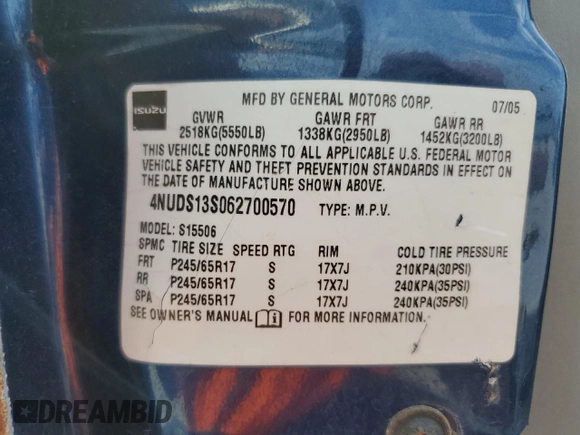 ISUZU
MFD BY GENERAL MOTORS CORP. 07/05
GVWR GAWR FRT GAWR RR
2518KG(5550LB) 1338KG(2950LB) 1452KG(3200LB)
THIS VEHICLE CONFORMS TO ALL APPLICABLE U.S. FEDERAL MOTOR
VEHICLE SAFETY AND THEFT PREVENTION STANDARDS IN EFFECT ON
THE DATE OF MANUFACTURE SHOWN ABOVE.
4NUDS13S062700570 TYPE: M.P.V.
MODEL: S15506
SPMC TIRE SIZE SPEED RTG RIM COLD TIRE PRESSURE
FRT P245/65R17 S 17X7J 210KPA(30PSI)
RR P245/65R17 S 17X7J 240KPA(35PSI)
SPA P245/65R17 S 17X7J 240KPA(35PSI)
SEE OWNER'S MANUAL FOR MORE INFORMATION.
DREAMBID